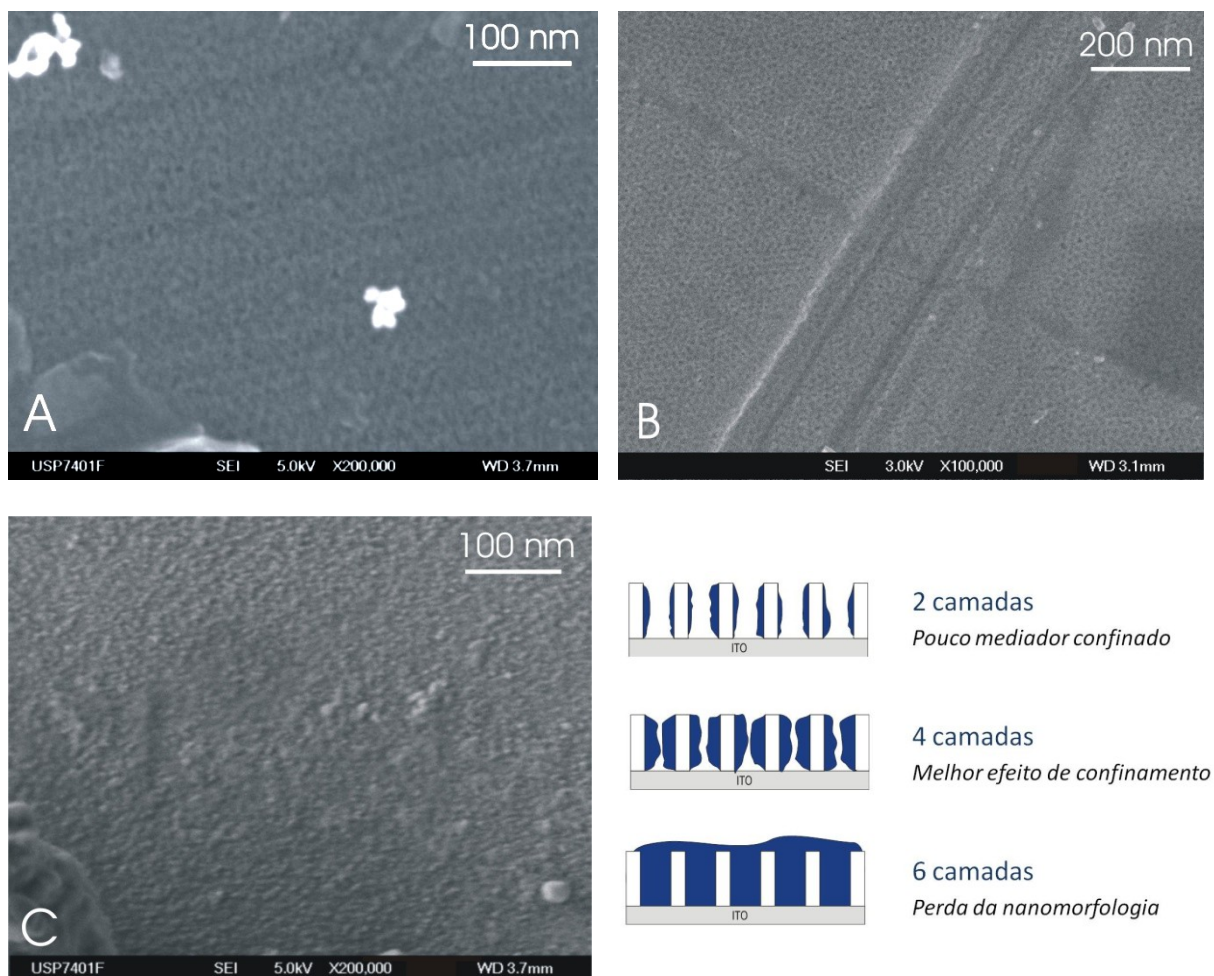 100 nm
A
USP7401F SEI 5.0kV X200,000 WD 3.7mm
200 nm
B
SEI 3.0kV X100,000 WD 3.1mm
100 nm
C
USP7401F SEI 5.0kV X200,000 WD 3.7mm
ITO
2 camadas
Pouco mediador confinado
ITO
4 camadas
Melhor efeito de confinamento
ITO
6 camadas
Perda da nanomorfologia